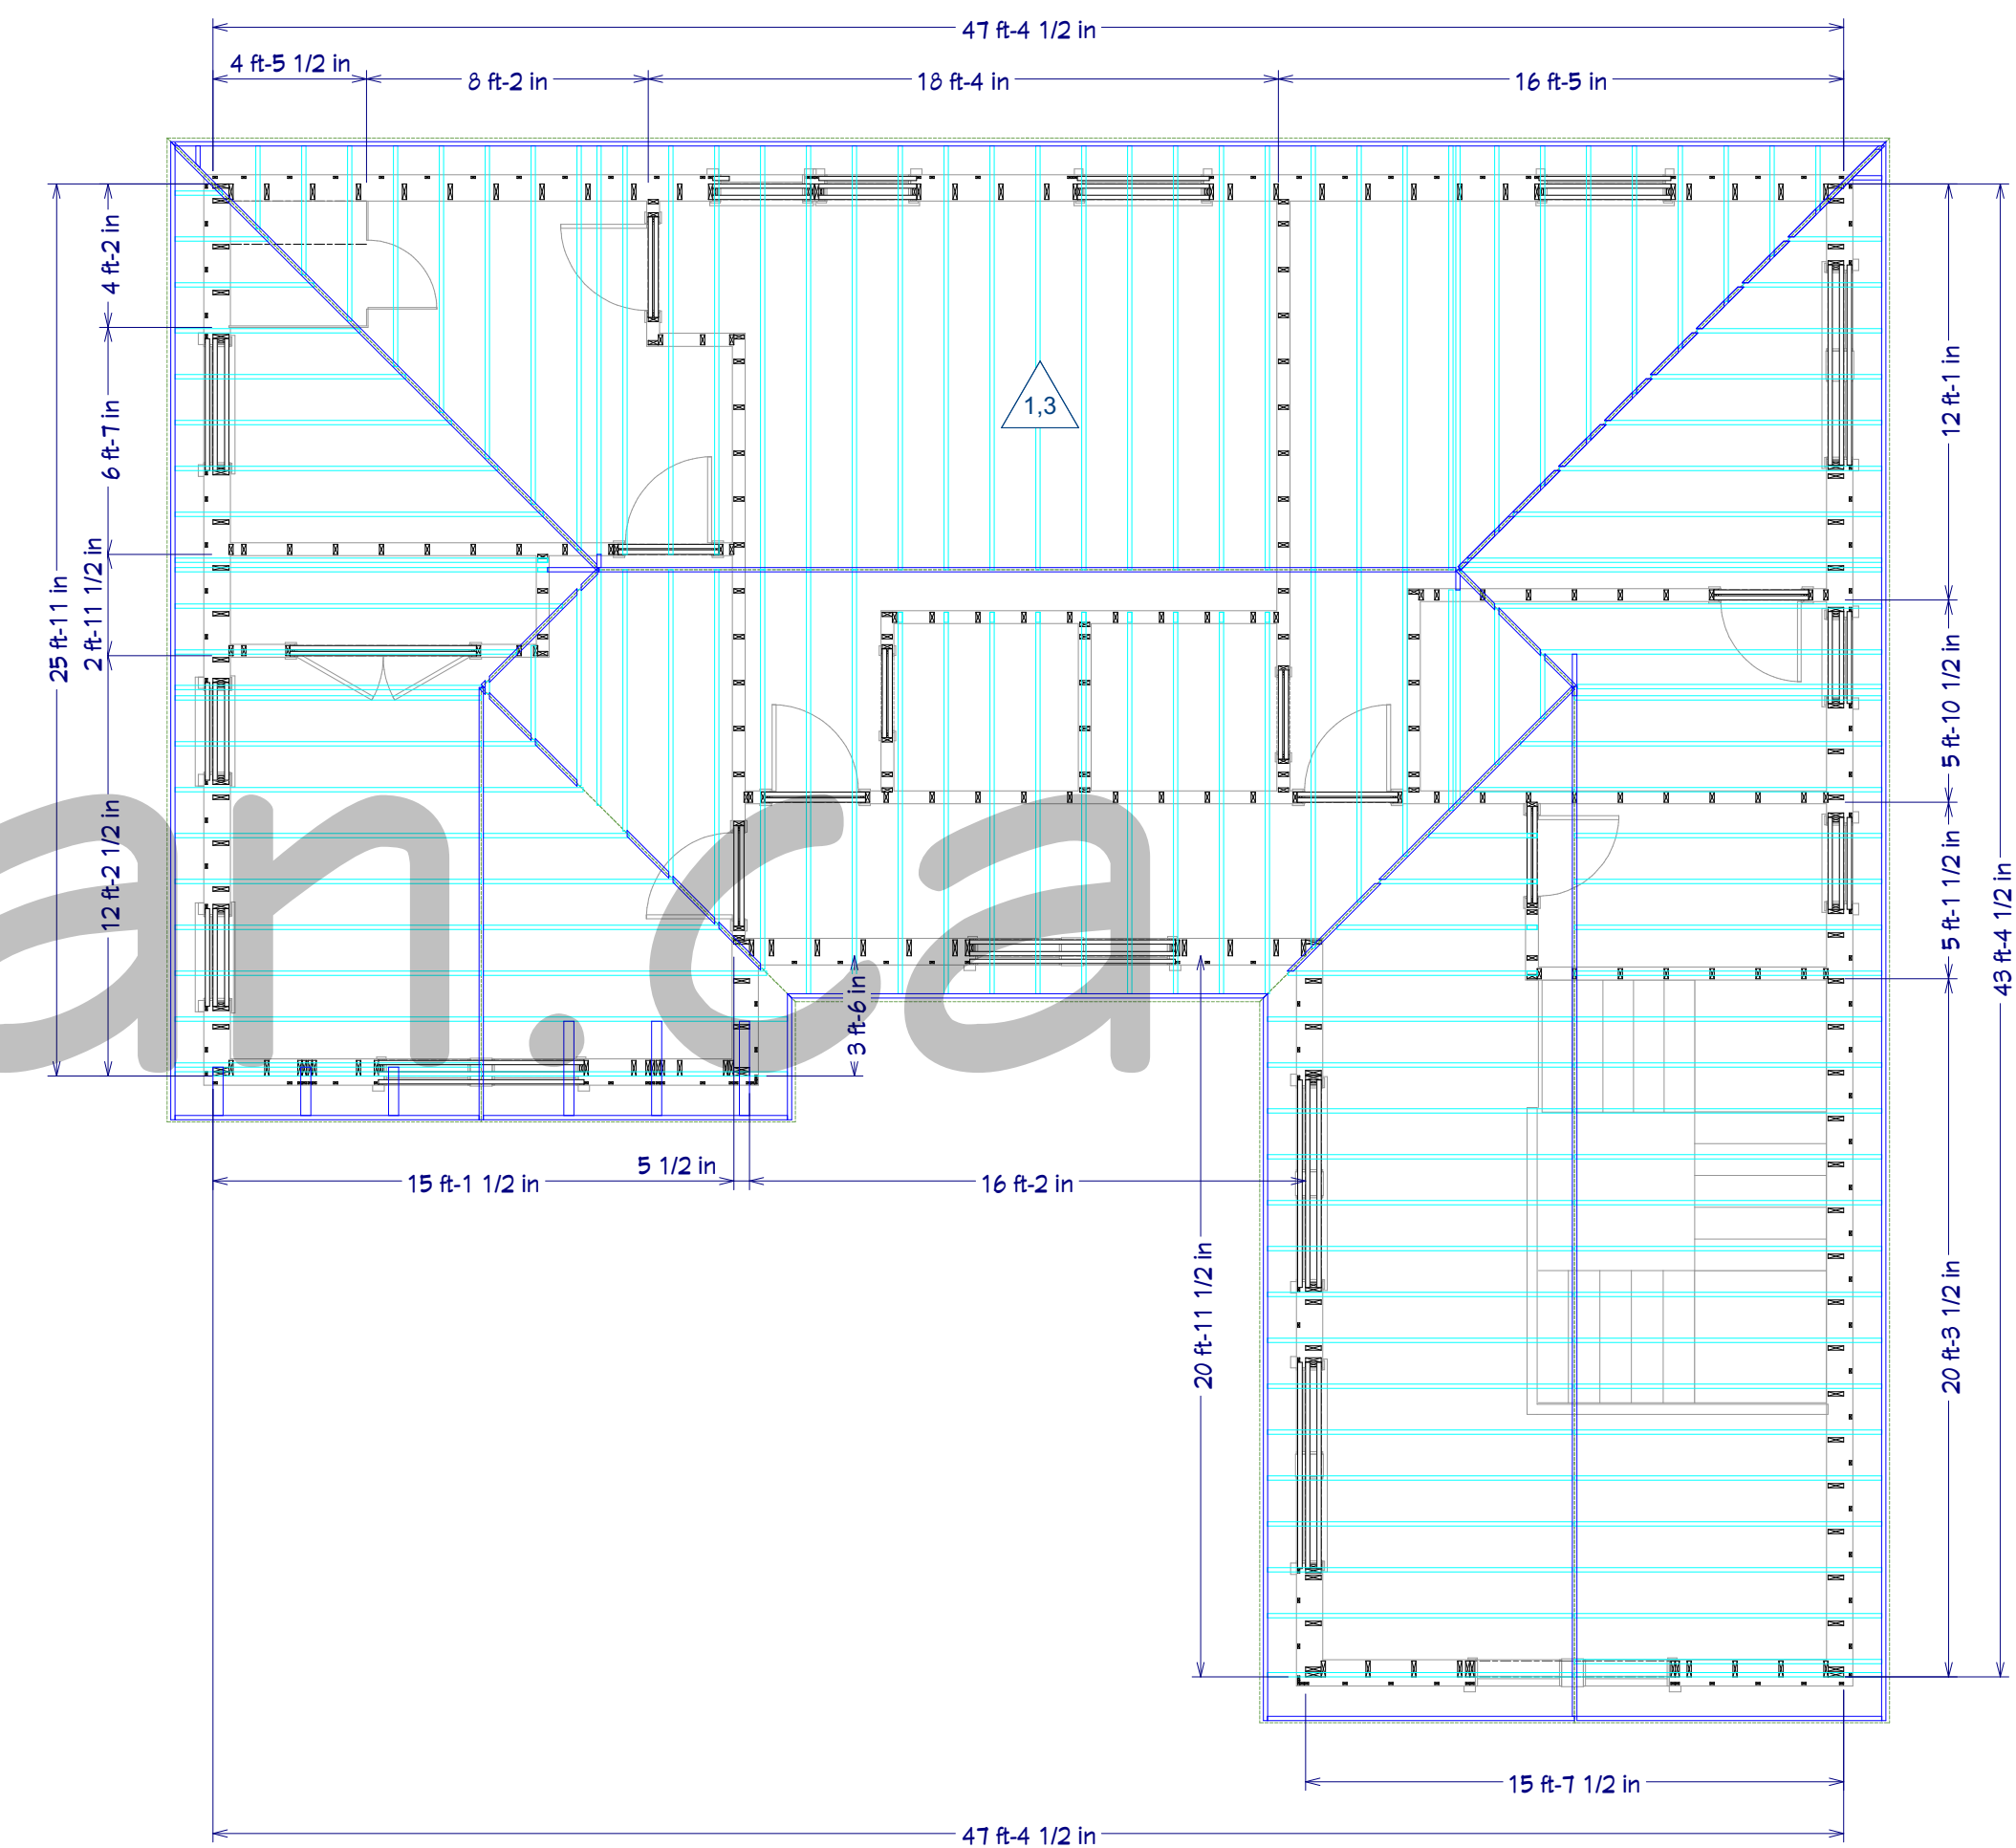 47 ft-4 1/2 in
4 ft-5 1/2 in
8 ft-2 in
18 ft-4 in
16 ft-5 in
4 ft-2 in
6 ft-7 in
2 ft-11 1/2 in
12 ft-2 1/2 in
25 ft-11 in
1,3
12 ft-1 in
5 ft-10 1/2 in
5 ft-1 1/2 in
20 ft-3 1/2 in
43 ft-4 1/2 in
an.ca
3 ft-6 in
15 ft-1 1/2 in
5 1/2 in
16 ft-2 in
20 ft-11 1/2 in
15 ft-7 1/2 in
47 ft-4 1/2 in